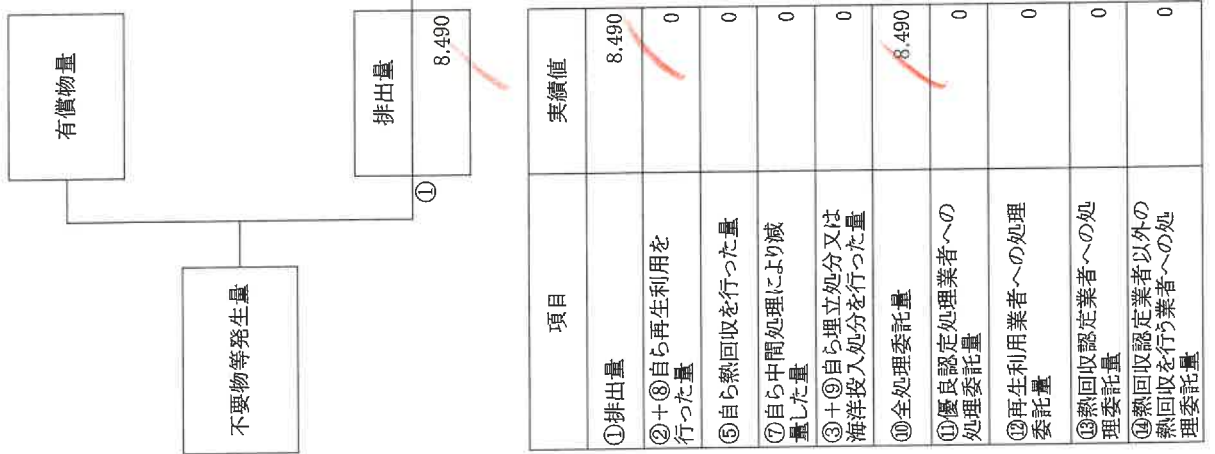 有償物量
不要物等発生量
排出量
①
8.490
項目
実績値
①排出量
8.490
②+⑧自ら再生利用を
行った量
0
⑤自ら熱回収を行った量
0
⑦自ら中間処理により減
量した量
0
③+⑨自ら埋立処分又は
海洋投入処分を行った量
0
⑩全処理委託量
8.490
⑪優良認定処理業者への
処理委託量
0
⑫再生利用業者への処理
委託量
0
⑬熱回収認定業者への処
理委託量
0
⑭熱回収認定業者以外の
熱回収を行う業者への処
理委託量
0